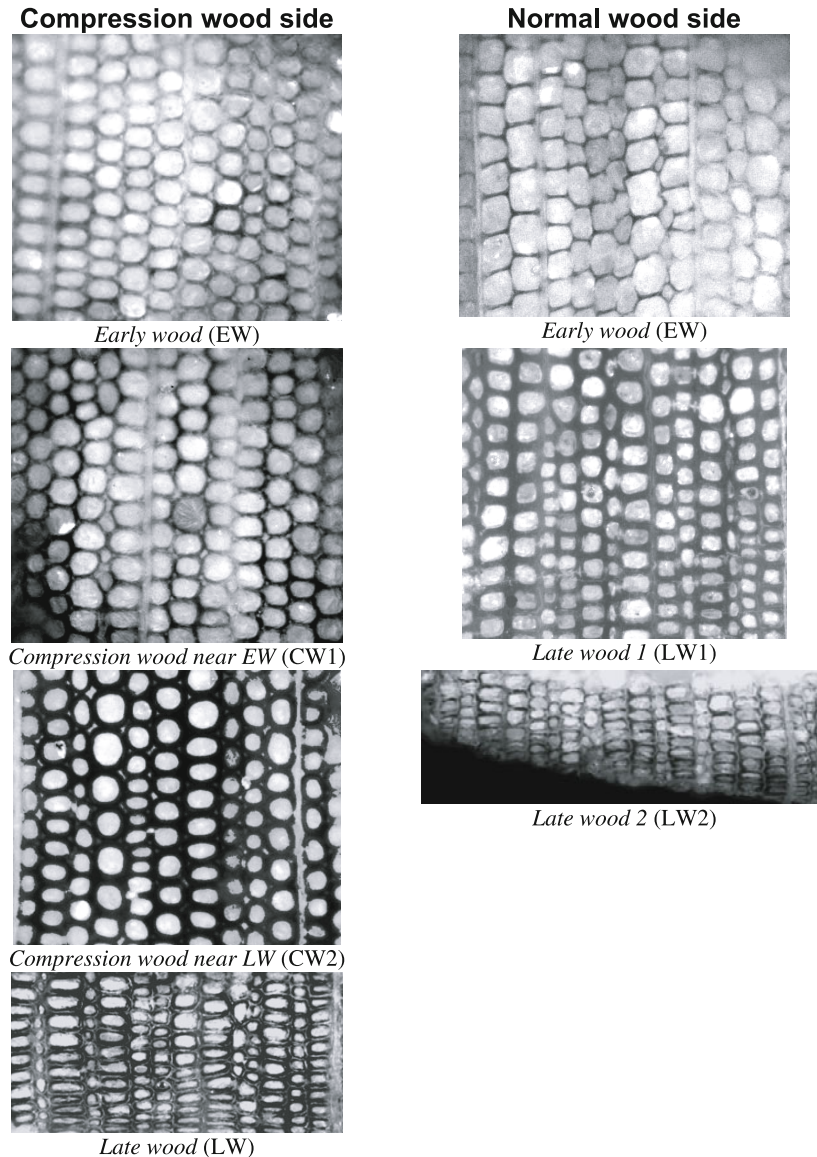 Compression wood side
Normal wood side
Early wood (EW)
Early wood (EW)
Compression wood near EW (CW1)
Late wood 1 (LW1)
Compression wood near LW (CW2)
Late wood 2 (LW2)
Late wood (LW)